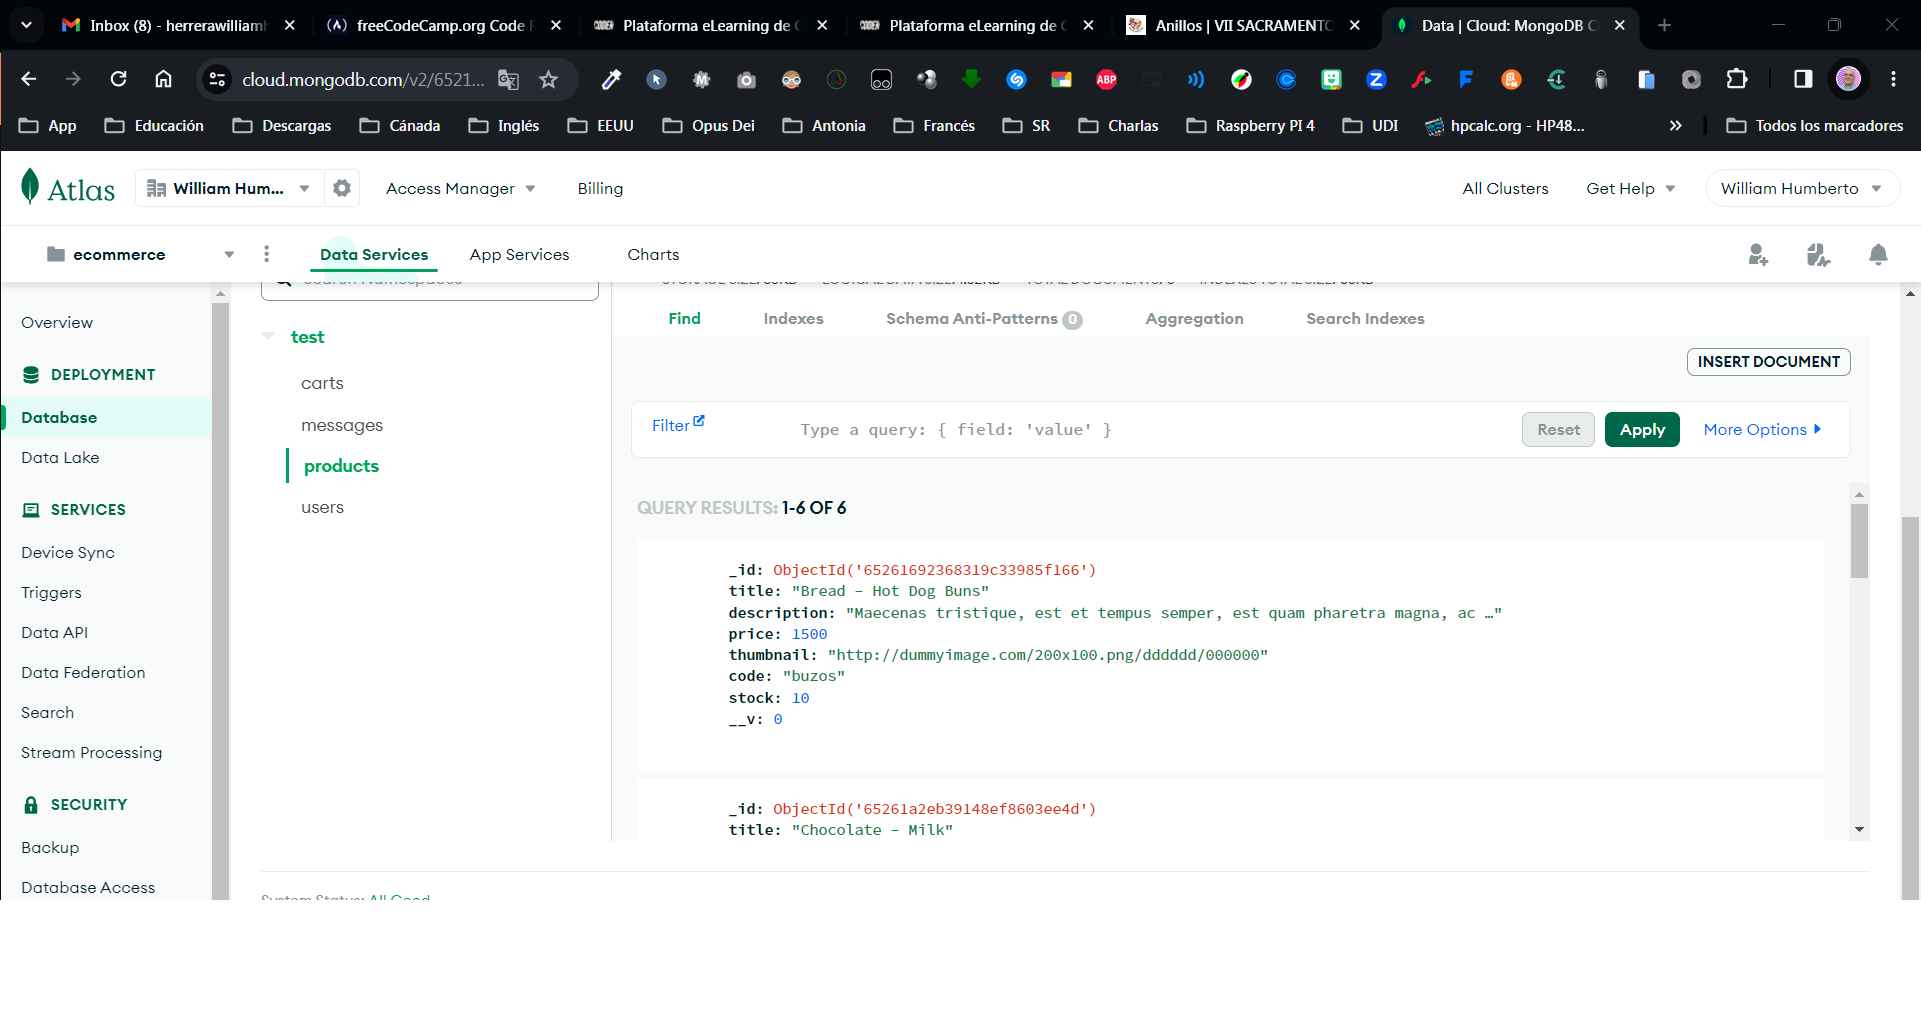 Inbox (8) - herrerawilliamh
freeCodeCamp.org Code R
Plataforma eLearning de C
Plataforma eLearning de C
Anillos | VII SACRAMENTO
Data | Cloud: MongoDB C
cloud.mongodb.com/v2/6521...
App
Educación
Descargas
Cánada
Inglés
EEUU
Opus Dei
Antonia
Francés
SR
Charlas
Raspberry PI 4
UDI
hpcalc.org - HP48...
»
Todos los marcadores
Atlas
William Hum...
Access Manager
Billing
All Clusters
Get Help
William Humberto
ecommerce
Data Services
App Services
Charts
Overview
DEPLOYMENT
Database
Data Lake
SERVICES
Device Sync
Triggers
Data API
Data Federation
Search
Stream Processing
SECURITY
Backup
Database Access
test
carts
messages
products
users
Find
Indexes
Schema Anti-Patterns 0
Aggregation
Search Indexes
INSERT DOCUMENT
Filter
Type a query: { field: 'value' }
Reset
Apply
More Options
QUERY RESULTS: 1-6 OF 6
_id: ObjectId('65261692368319c33985f166')
title: "Bread - Hot Dog Buns"
description: "Maecenas tristique, est et tempus semper, est quam pharetra magna, ac …"
price: 1500
thumbnail: "http://dummyimage.com/200x100.png/dddddd/000000"
code: "buzos"
stock: 10
__v: 0
_id: ObjectId('65261a2eb39148ef8603ee4d')
title: "Chocolate - Milk"
System Status: All Good